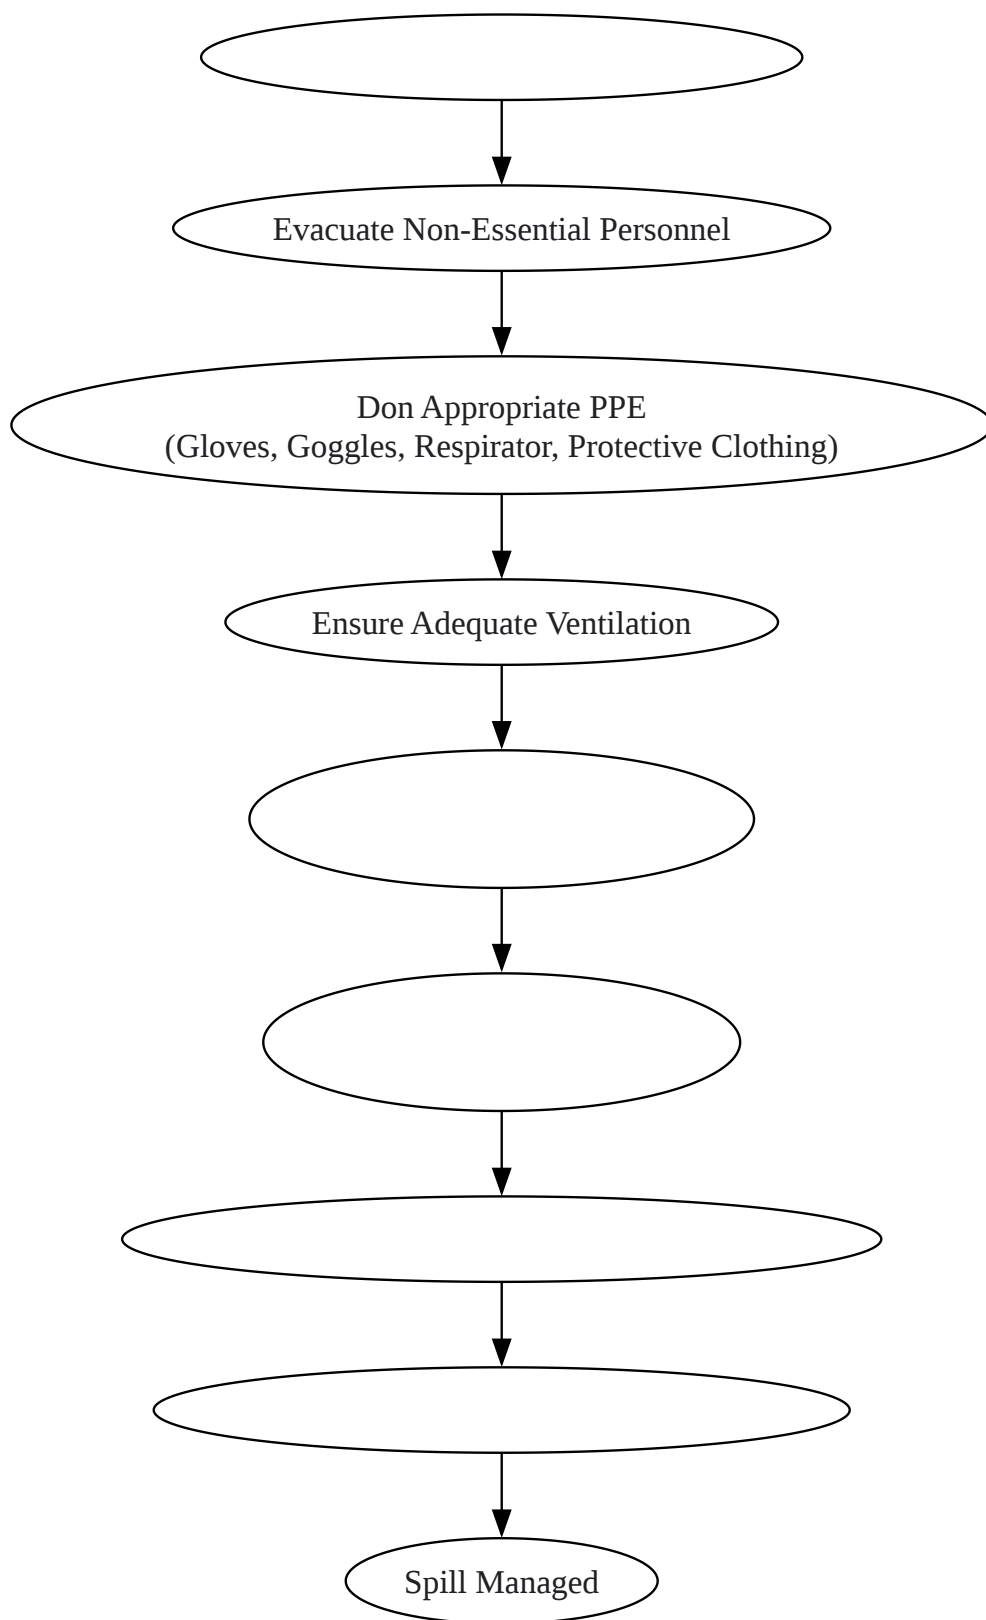 Evacuate Non-Essential Personnel
Don Appropriate PPE
(Gloves, Goggles, Respirator, Protective Clothing)
Ensure Adequate Ventilation
Spill Managed